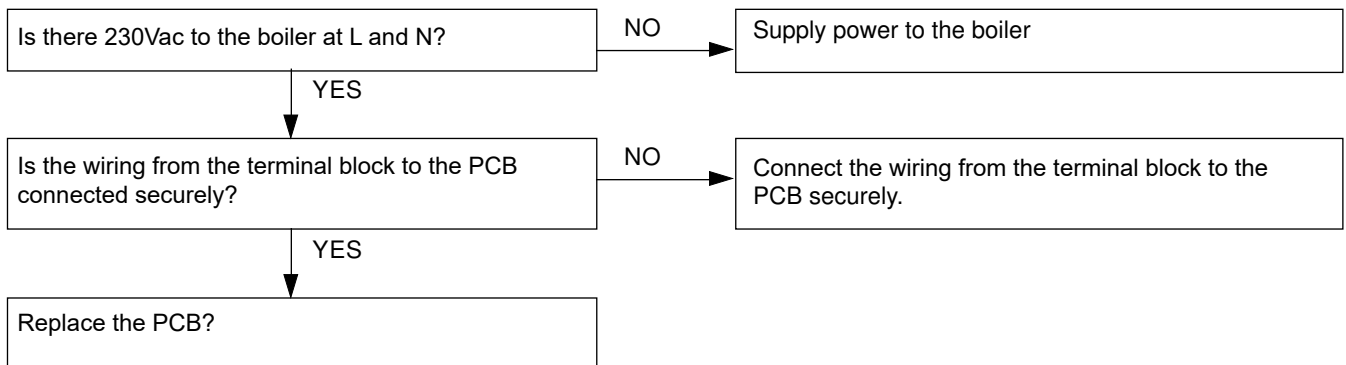 Is there 230Vac to the boiler at L and N?
NO
Supply power to the boiler
YES
Is the wiring from the terminal block to the PCB
connected securely?
NO
Connect the wiring from the terminal block to the
PCB securely.
YES
Replace the PCB?